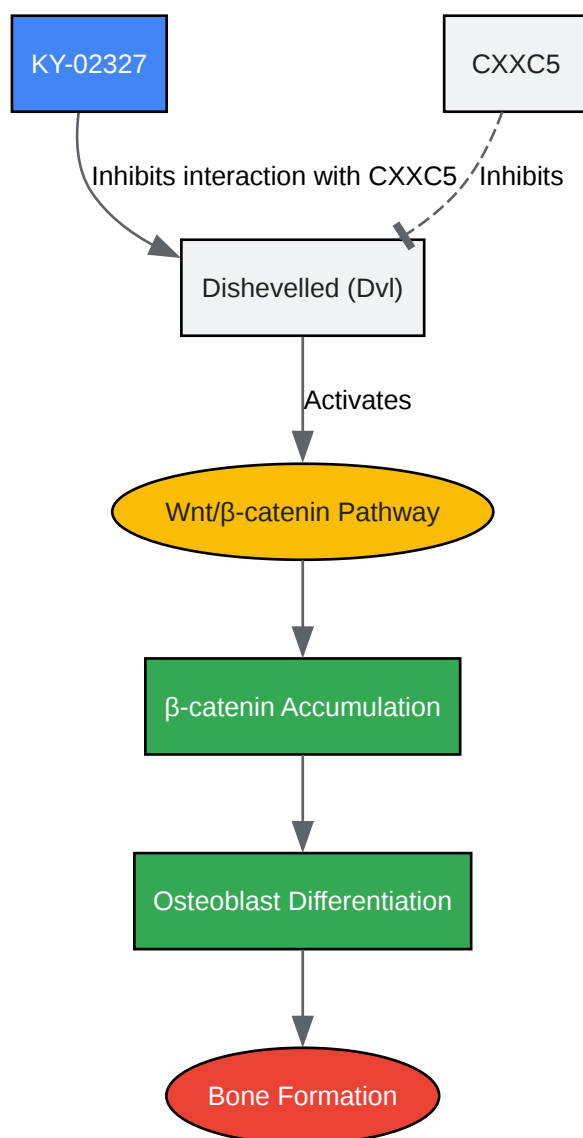 KY-02327
CXXC5
Inhibits interaction with CXXC5
Inhibits
Dishevelled (Dvl)
Activates
Wnt/β-catenin Pathway
β-catenin Accumulation
Osteoblast Differentiation
Bone Formation